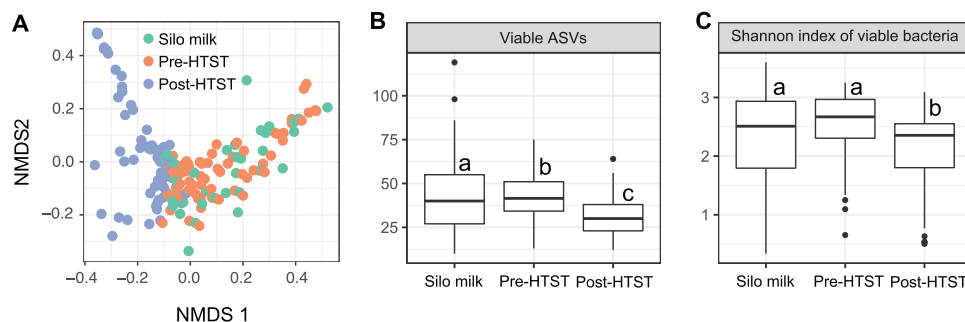 A
Silo milk
Pre-HTST
Post-HTST
0.4
0.2
0.0
−0.2
−0.4
−0.2
0.0
0.2
0.4
NMDS2
NMDS 1
B
Viable ASVs
100
75
50
25
a
b
c
Silo milk Pre-HTST Post-HTST
C
Shannon index of viable bacteria
3
2
1
a
a
b
Silo milk Pre-HTST Post-HTST